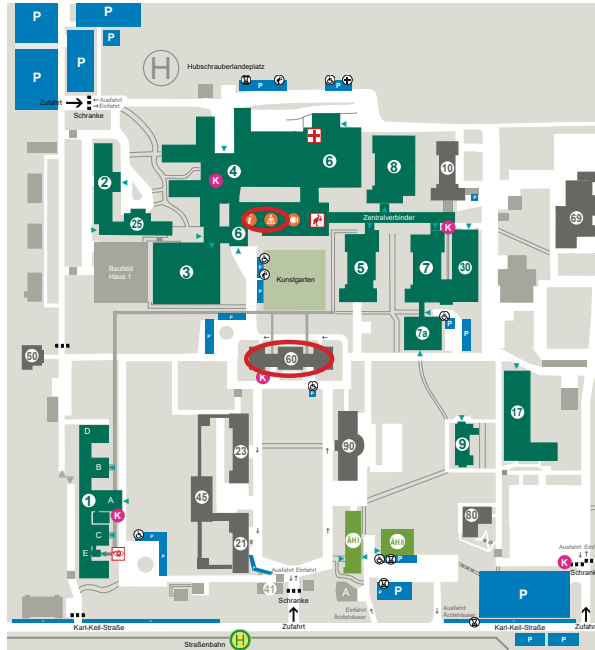 P
P
P
P
P
H
Hubschrauberlandeplatz
P
P
Zufahrt
Ausfahrt
Einfahrt
Schranke
4
6
8
10
2
K
25
69
6
Zentralverbinder
K
Baufeld
Haus 1
3
Kunstgarten
5
7
30
P
P
P
7a
P
P
50
60
K
P
17
D
23
90
9
B
45
1
A
K
80
C
P
21
ÄH I
ÄH II
E
K
Ausfahrt Einfahrt
Ausfahrt Einfahrt
P
P
Schranke
41
A
P
Schranke
Einfahrt
Ärztehäuser
Ausfahrt
Ärztehäuser
Karl-Keil-Straße
Zufahrt
Karl-Keil-Straße
Zufahrt
Straßenbahn
H
P
P